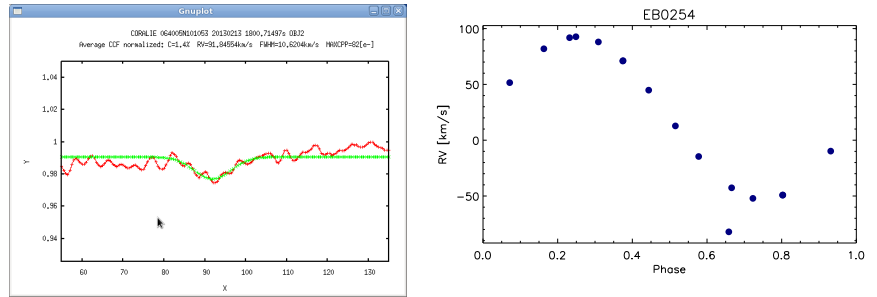 Gnuplot
CORALIE 064005N101053 20130213 1800,71497s OBJ2
Average CCF normalized: C=1,4% RV=91,84554km/s FWHM=10,6204km/s MAXCPP=82[e-]
1.04
1.02
1
0.98
0.96
0.94
Y
60 70 80 90 100 110 120 130
X
EB0254
100
50
0
−50
RV [km/s]
0.0 0.2 0.4 0.6 0.8 1.0
Phase